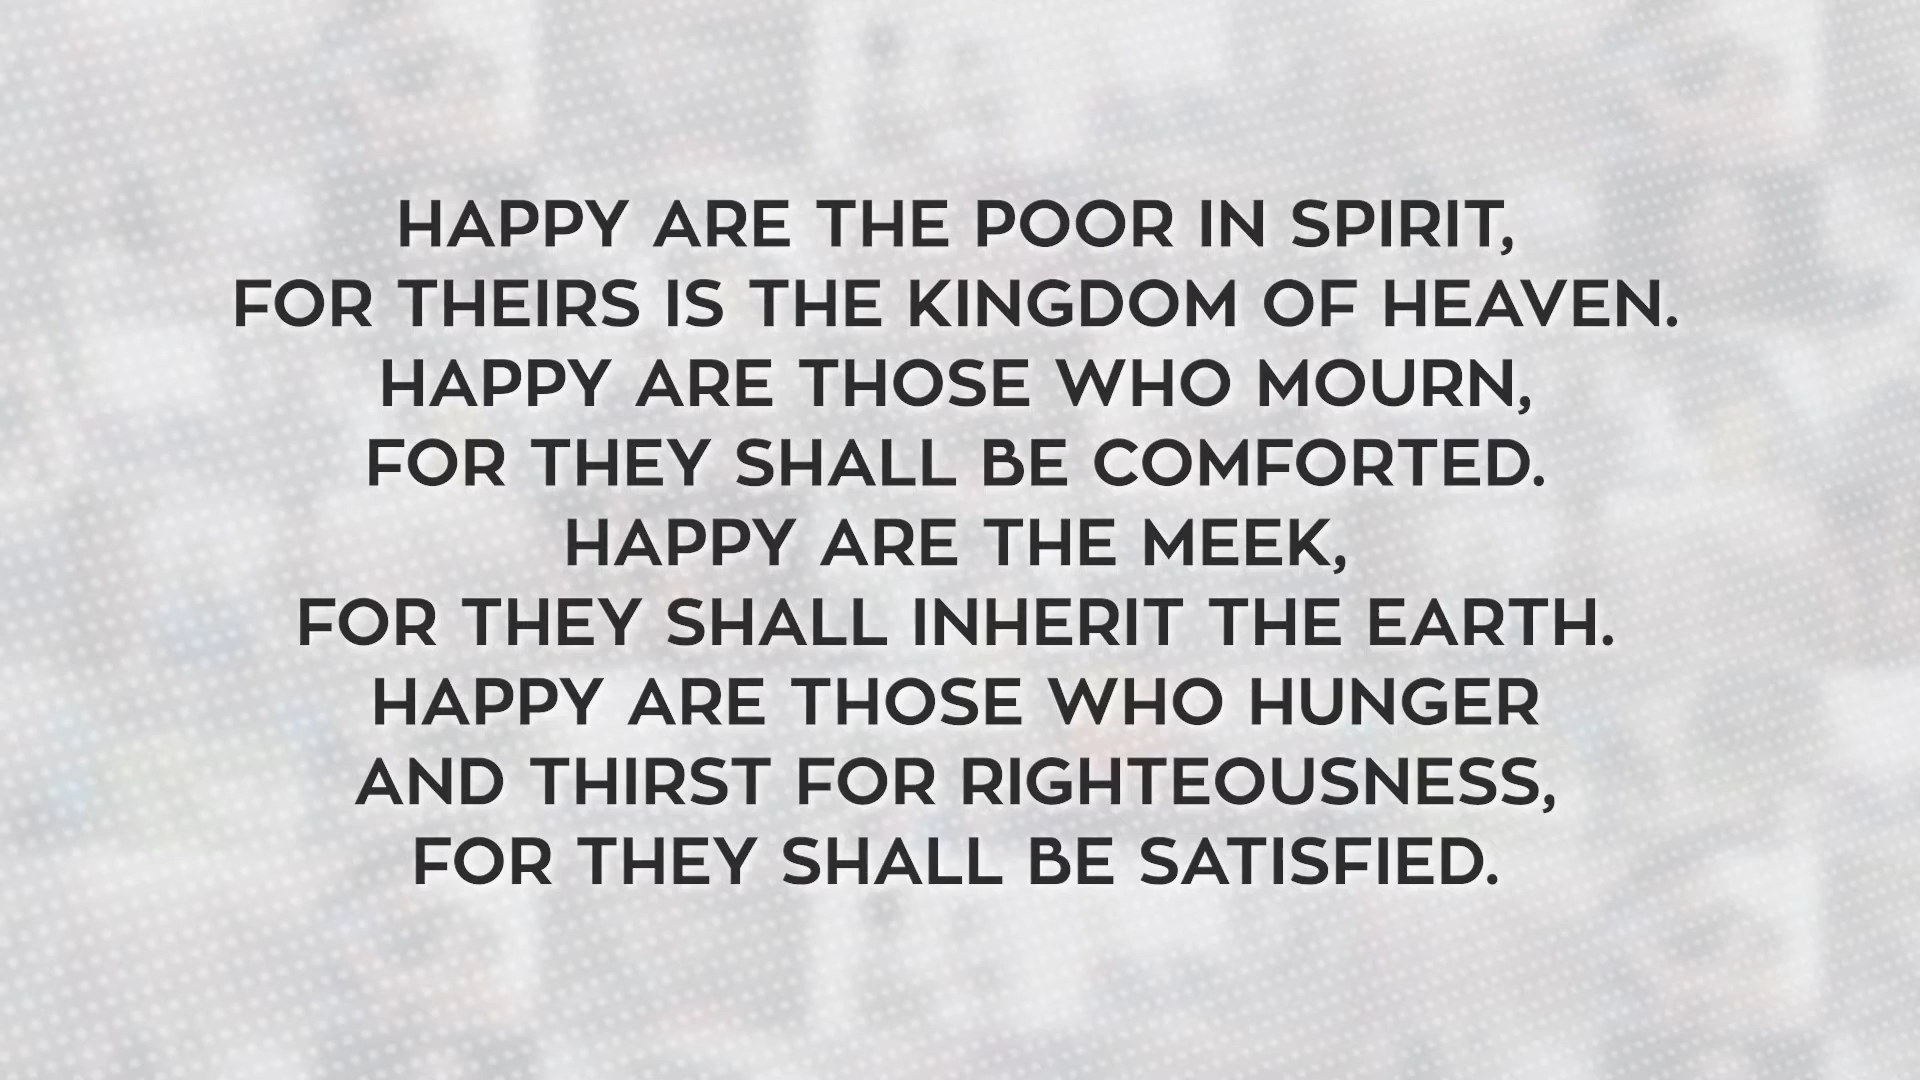 HAPPY ARE THE POOR IN SPIRIT,
FOR THEIRS IS THE KINGDOM OF HEAVEN.
HAPPY ARE THOSE WHO MOURN,
FOR THEY SHALL BE COMFORTED.
HAPPY ARE THE MEEK,
FOR THEY SHALL INHERIT THE EARTH.
HAPPY ARE THOSE WHO HUNGER
AND THIRST FOR RIGHTEOUSNESS,
FOR THEY SHALL BE SATISFIED.